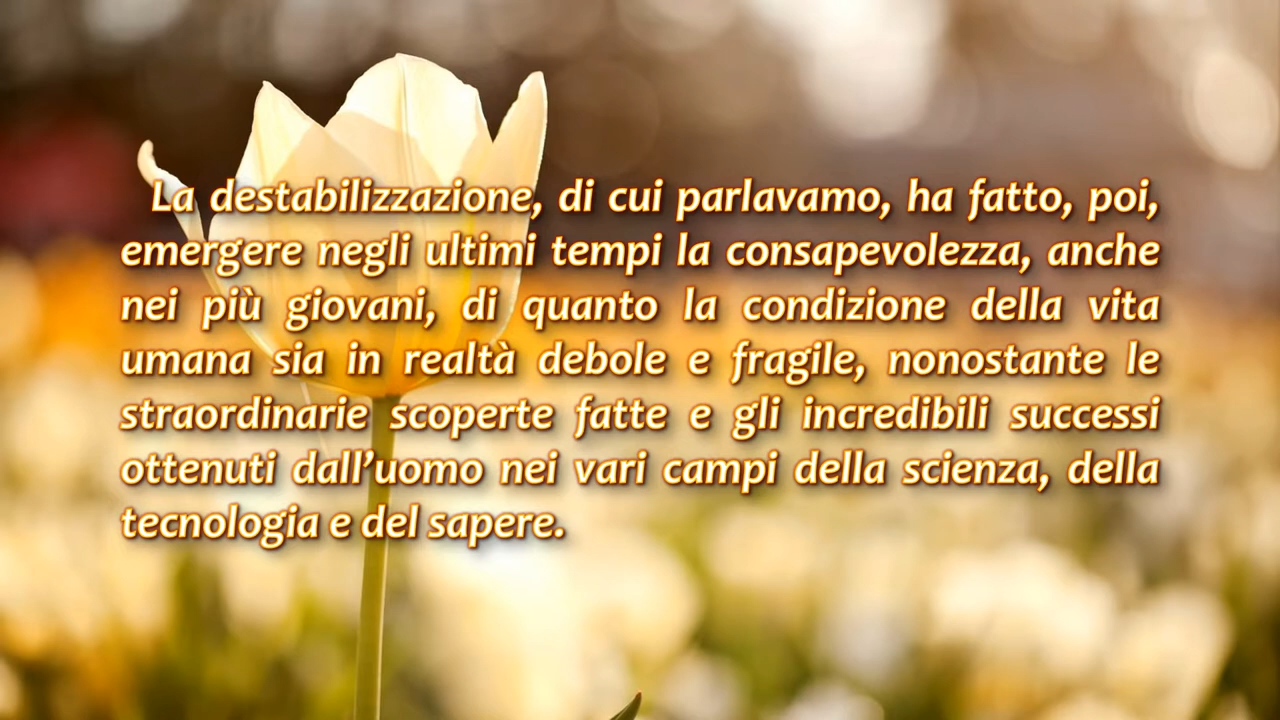 La destabilizzazione, di cui parlavamo, ha fatto, poi,
emergere negli ultimi tempi la consapevolezza, anche
nei più giovani, di quanto la condizione della vita
umana sia in realtà debole e fragile, nonostante le
straordinarie scoperte fatte e gli incredibili successi
ottenuti dall’uomo nei vari campi della scienza, della
tecnologia e del sapere.